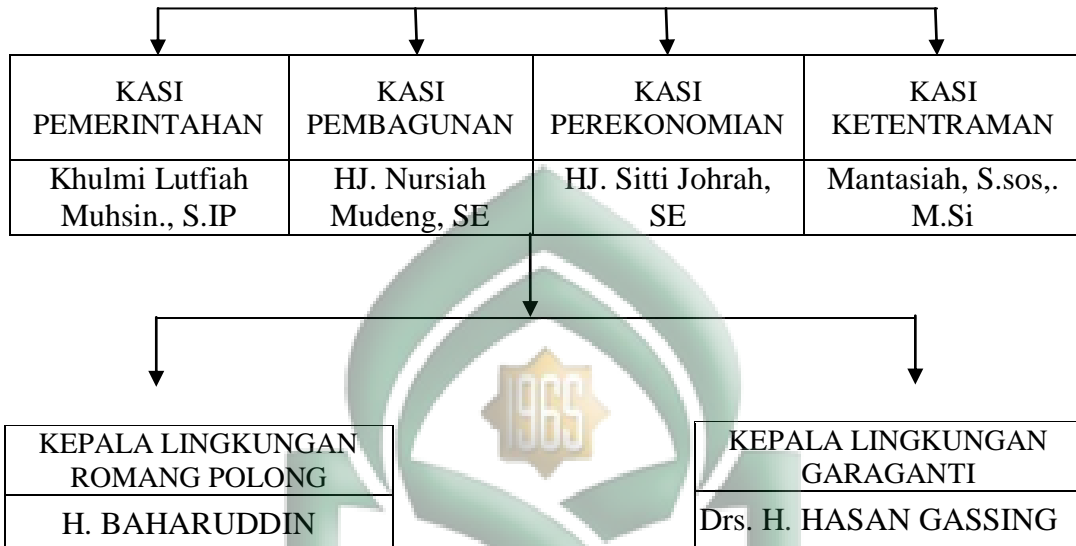 KASI
PEMERINTAHAN
KASI
PEMBAGUNAN
KASI
PEREKONOMIAN
KASI
KETENTRAMAN
Khulmi Lutfiah
Muhsin., S.IP
HJ. Nursiah
Mudeng, SE
HJ. Sitti Johrah,
SE
Mantasiah, S.sos,.
M.Si
1965
KEPALA LINGKUNGAN
ROMANG POLONG
H. BAHARUDDIN
KEPALA LINGKUNGAN
GARAGANTI
Drs. H. HASAN GASSING